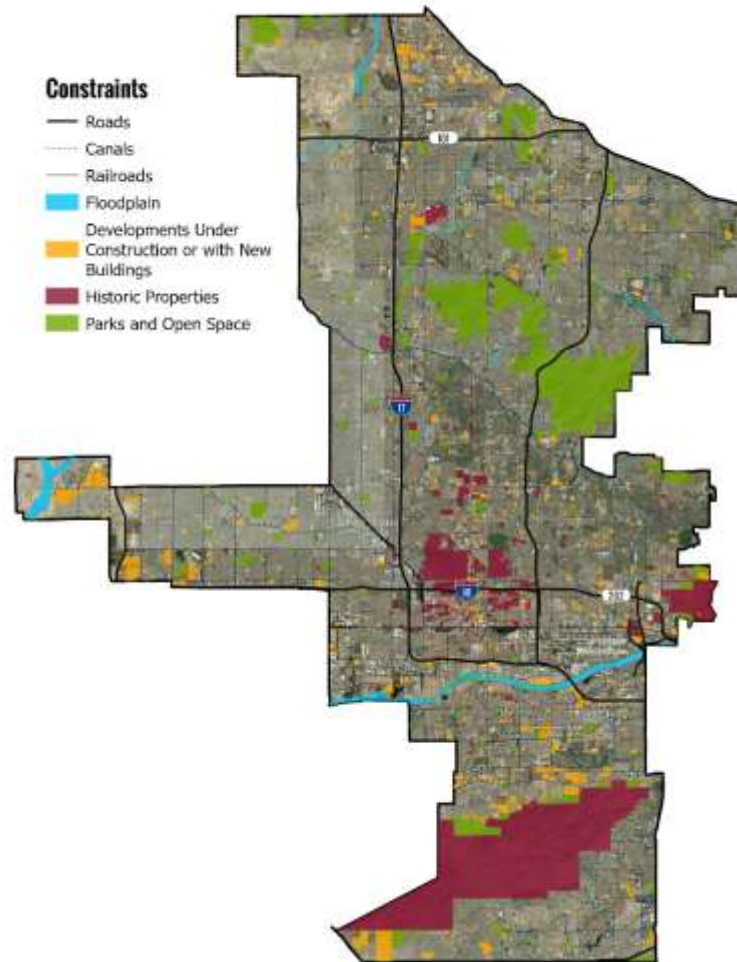 Constraints
Roads
Canals
Railroads
Floodplain
Developments Under
Construction or with New
Buildings
Historic Properties
Parks and Open Space
101
17
10
202